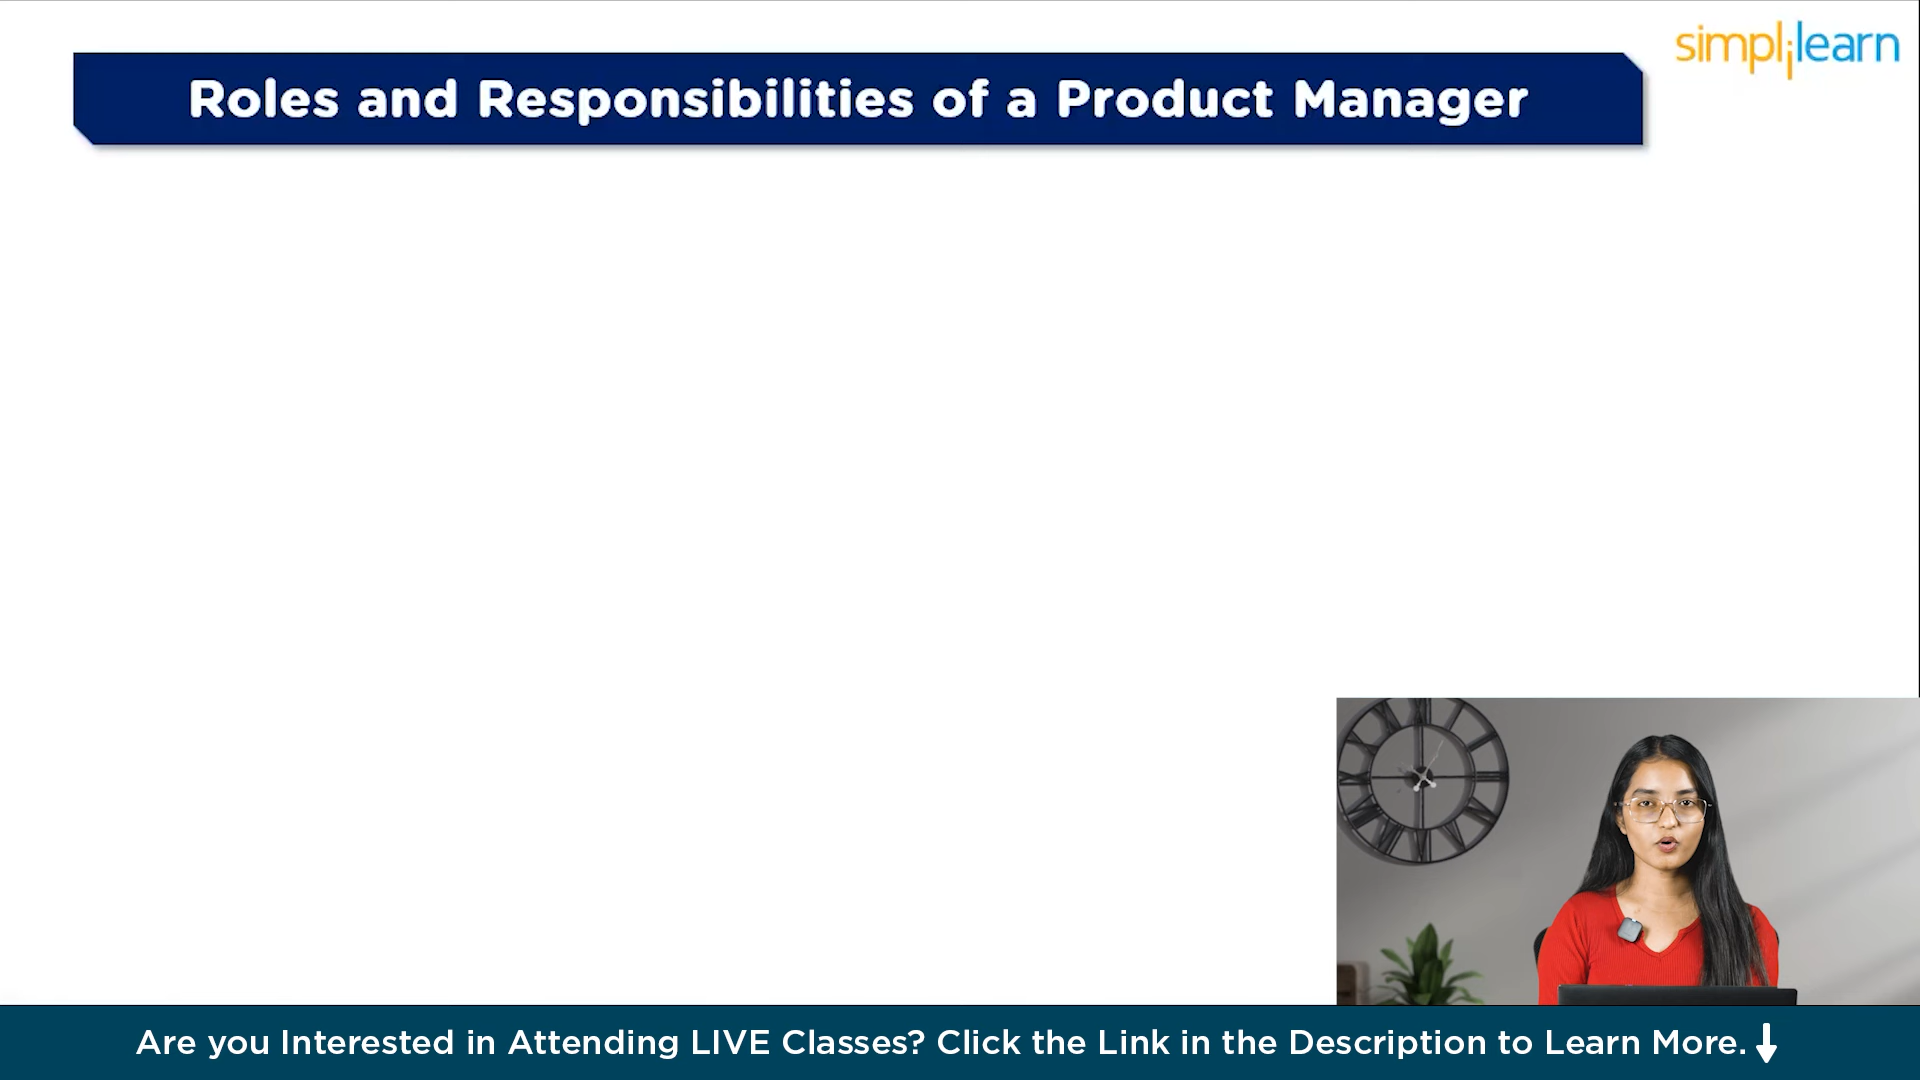 simplilearn
Roles and Responsibilities of a Product Manager
Are you Interested in Attending LIVE Classes? Click the Link in the Description to Learn More.